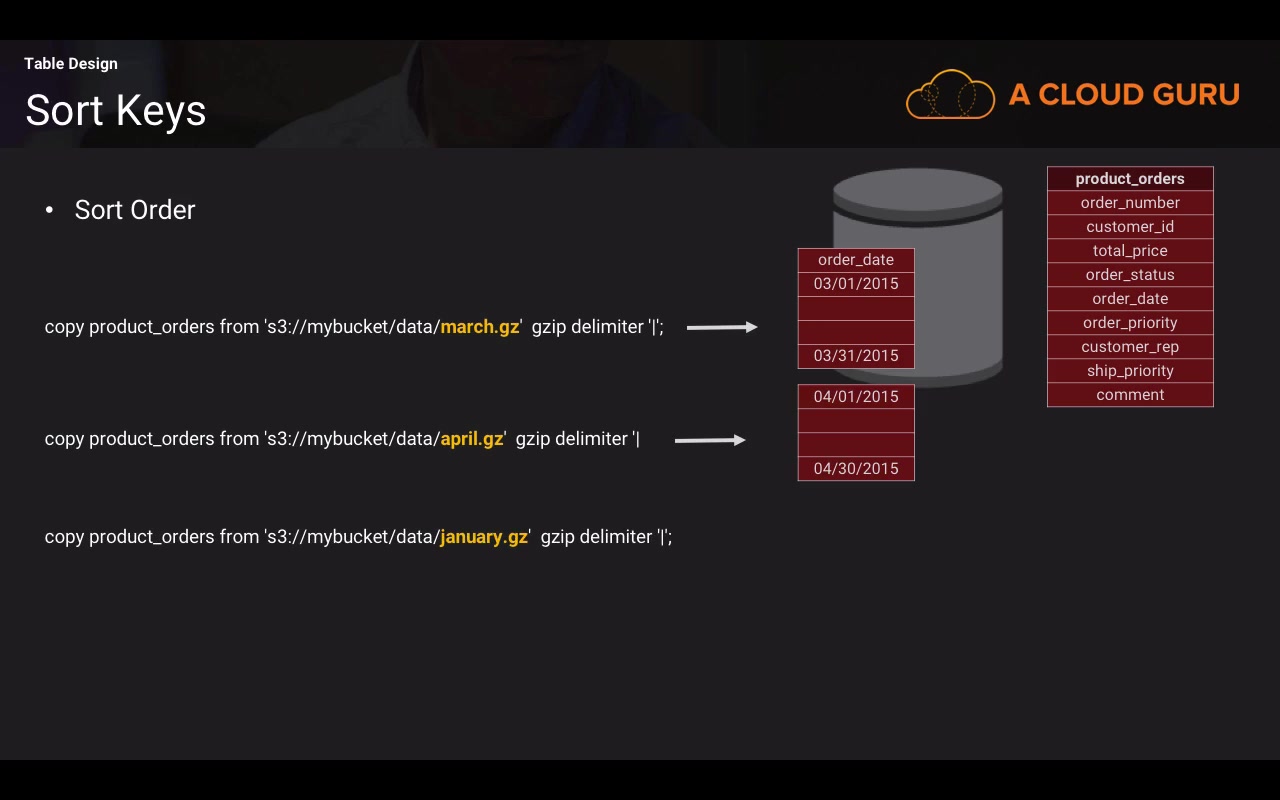 Table Design
Sort Keys
A CLOUD GURU
• Sort Order
copy product_orders from 's3://mybucket/data/march.gz' gzip delimiter '|';
copy product_orders from 's3://mybucket/data/april.gz' gzip delimiter '|
copy product_orders from 's3://mybucket/data/january.gz' gzip delimiter '|';
order_date
03/01/2015
03/31/2015
04/01/2015
04/30/2015
product_orders
order_number
customer_id
total_price
order_status
order_date
order_priority
customer_rep
ship_priority
comment